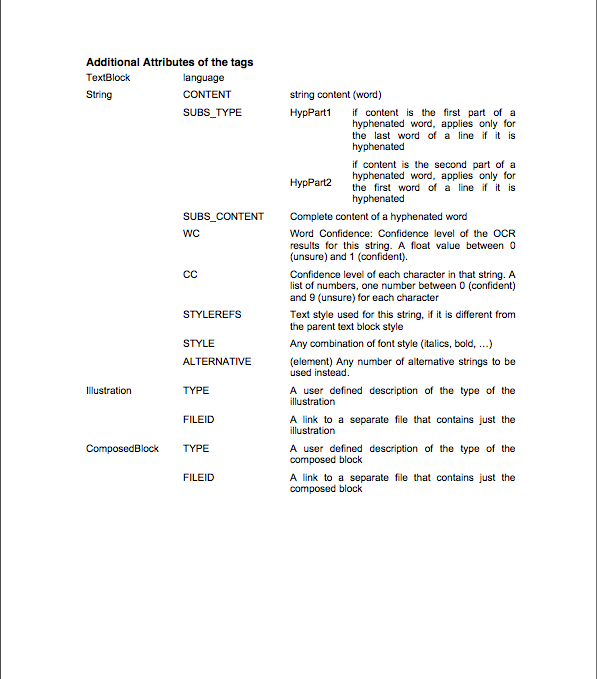 Additional Attributes of the tags
TextBlock language
String CONTENT string content (word)
SUBS_TYPE HypPart1 if content is the first part of a
hyphenated word, applies only for
the last word of a line if it is
hyphenated
if content is the second part of a
hyphenated word, applies only for
HypPart2 the first word of a line if it is
hyphenated
SUBS_CONTENT Complete content of a hyphenated word
WC Word Confidence: Confidence level of the OCR
results for this string. A float value between 0
(unsure) and 1 (confident).
CC Confidence level of each character in that string. A
list of numbers, one number between 0 (confident)
and 9 (unsure) for each character
STYLEREFS Text style used for this string, if it is different from
the parent text block style
STYLE Any combination of font style (italics, bold, …)
ALTERNATIVE (element) Any number of alternative strings to be
used instead.
Illustration TYPE A user defined description of the type of the
illustration
FILEID A link to a separate file that contains just the
illustration
ComposedBlock TYPE A user defined description of the type of the
composed block
FILEID A link to a separate file that contains just the
composed block